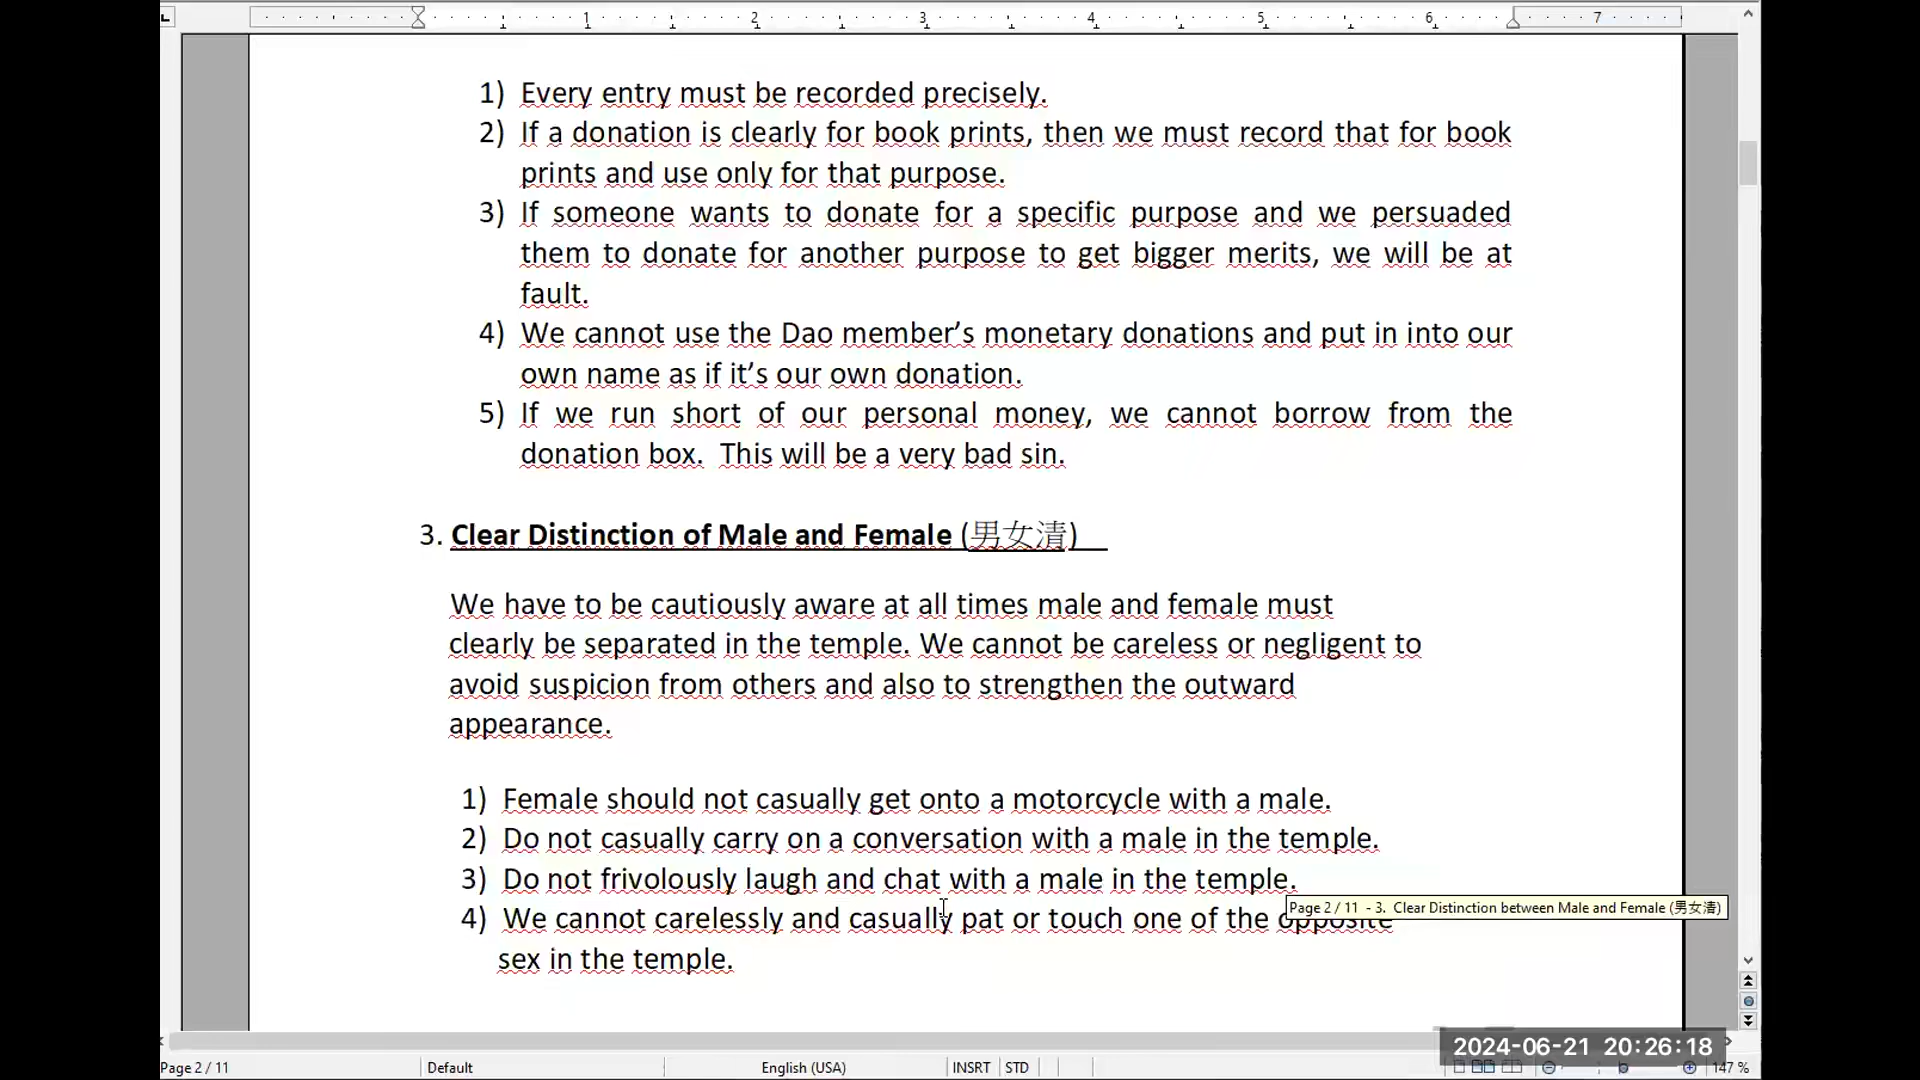 1 2 3 4 5 6 7
1) Every entry must be recorded precisely.
2) If a donation is clearly for book prints, then we must record that for book
prints and use only for that purpose.
3) If someone wants to donate for a specific purpose and we persuaded
them to donate for another purpose to get bigger merits, we will be at
fault.
4) We cannot use the Dao member’s monetary donations and put in into our
own name as if it’s our own donation.
5) If we run short of our personal money, we cannot borrow from the
donation box.  This will be a very bad sin.
3. Clear Distinction of Male and Female (男女清)
We have to be cautiously aware at all times male and female must
clearly be separated in the temple. We cannot be careless or negligent to
avoid suspicion from others and also to strengthen the outward
appearance.
1) Female should not casually get onto a motorcycle with a male.
2) Do not casually carry on a conversation with a male in the temple.
3) Do not frivolously laugh and chat with a male in the temple.
Page 2 / 11 - 3. Clear Distinction between Male and Female (男女清)
4) We cannot carelessly and casually pat or touch one of the opposite
sex in the temple.
2024-06-21 20:26:18
Page 2 / 11 Default English (USA) INSRT STD 147 %